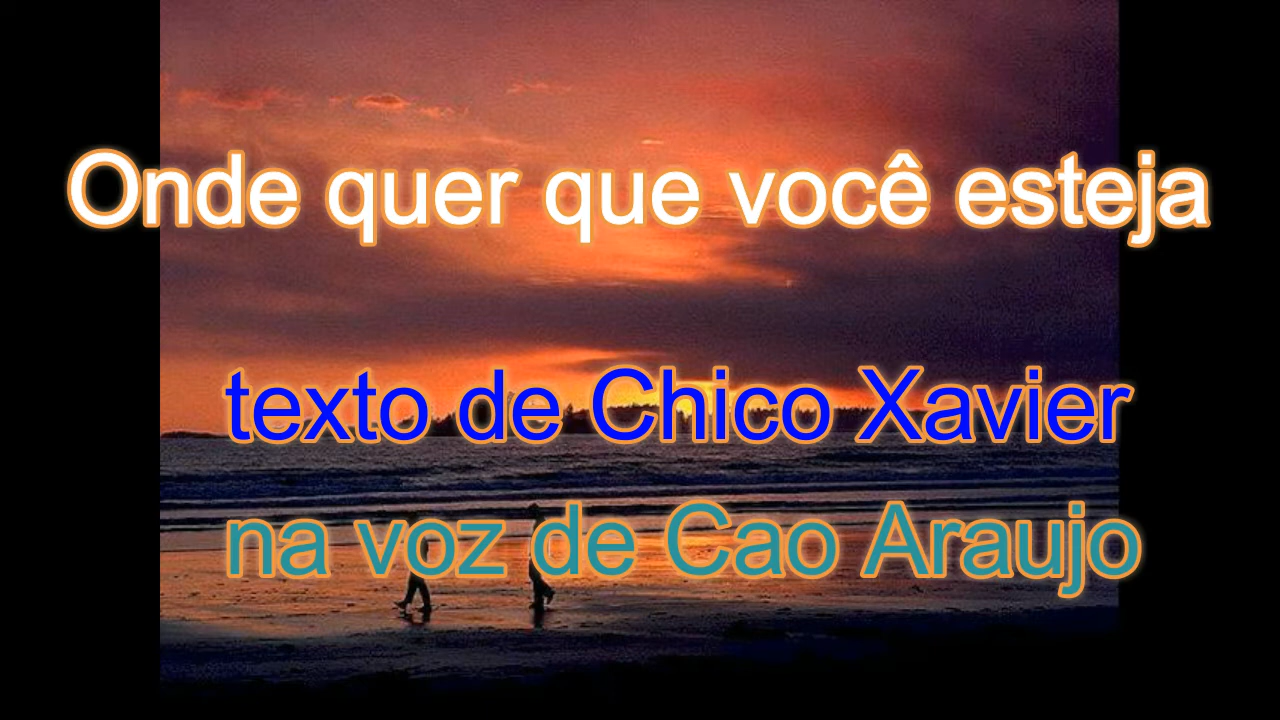 Onde quer que você esteja
texto de Chico Xavier
na voz de Cao Araujo